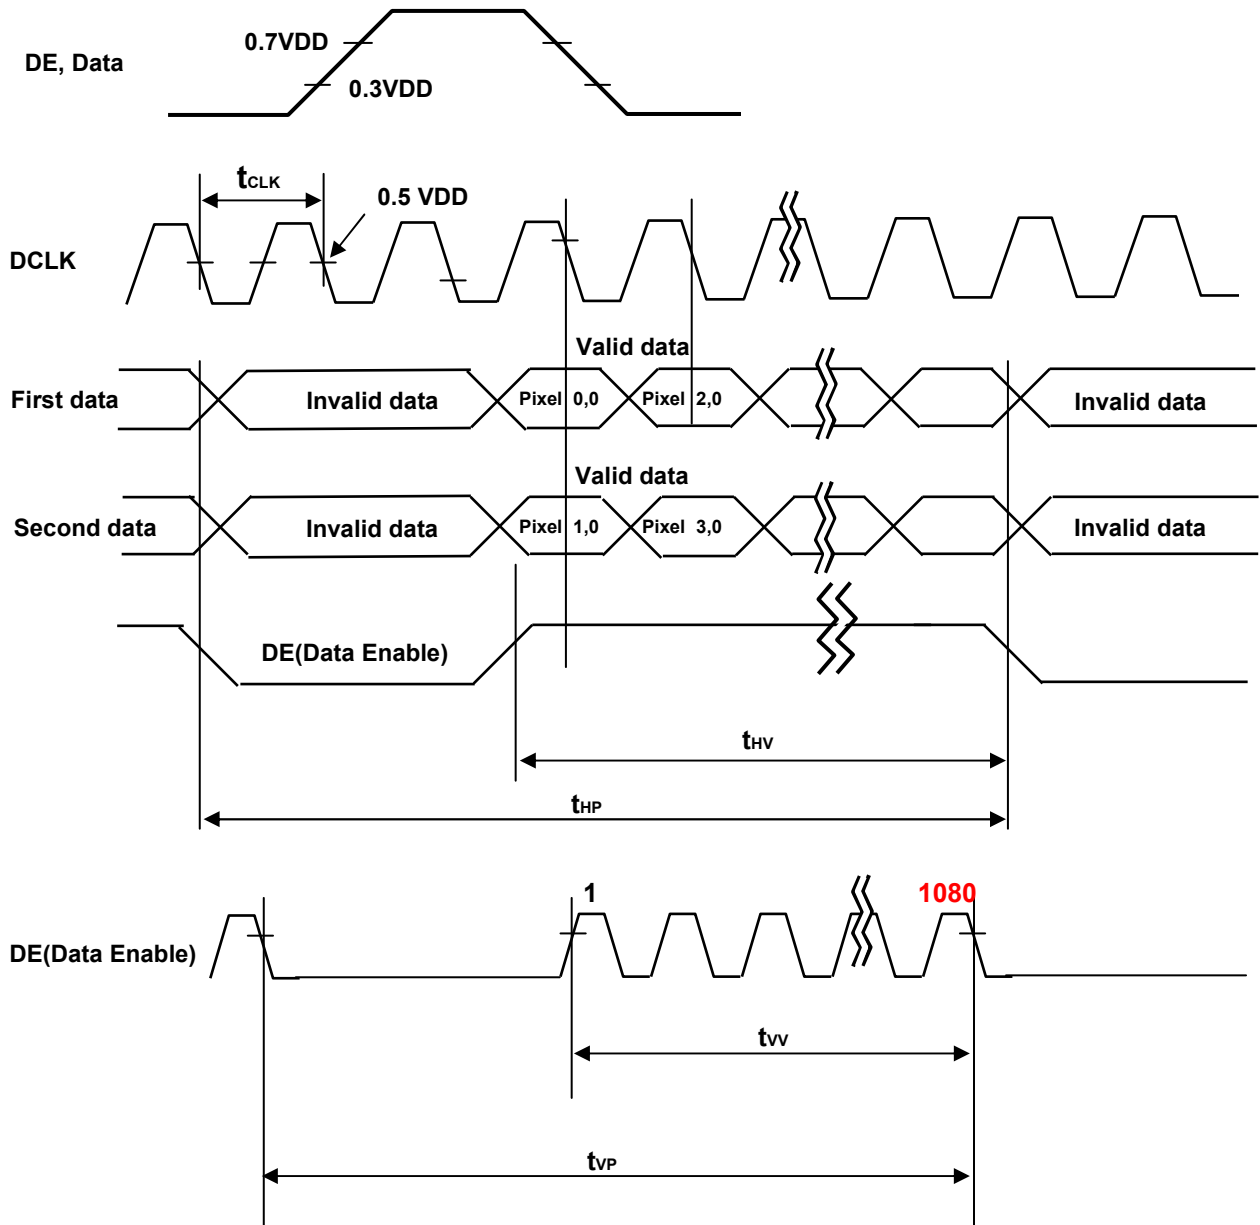 0.7VDD
DE, Data
0.3VDD
tCLK
0.5 VDD
DCLK
Valid data
First data
Invalid data
Pixel 0,0
Pixel 2,0
Invalid data
Valid data
Second data
Invalid data
Pixel 1,0
Pixel 3,0
Invalid data
DE(Data Enable)
tHV
tHP
1
1080
DE(Data Enable)
tVV
tVP